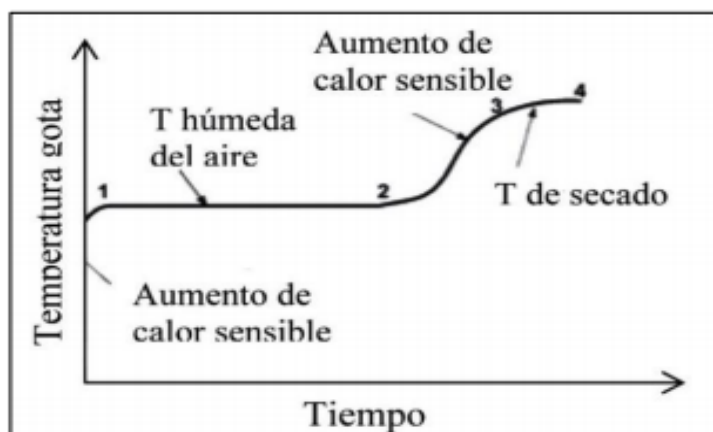 Temperatura gota
Aumento de
calor sensible
T húmeda
del aire
1
2
3
4
T de secado
Aumento de
calor sensible
Tiempo